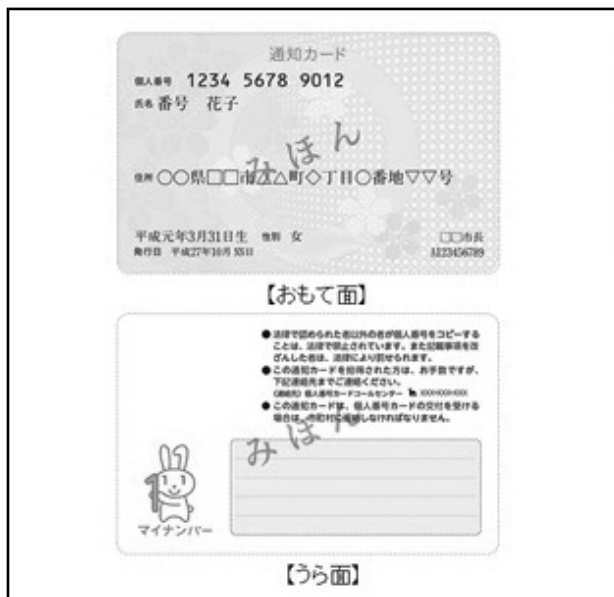 通知カード
個人番号 1234 5678 9012
氏名 番号 花子
みほん
住所 ○○県□□市△△町◇丁目○番地▽▽号
平成元年3月31日生 性別 女 □□市長
発行日 平成27年10月XX日 AI23456789
【おもて面】
●法律で認められた者以外の者が個人番号をコピーする
ことは、法律で禁止されています。また記載事項を改
ざんした者は、法律により罰せられます。
●この通知カードを拾得された方は、お手数ですが、
下記連絡先までご連絡ください。
(連絡先) 個人番号カードコールセンター XXX-XXX-XXX
●この通知カードは、個人番号カードの交付を受ける
場合は、市町村に返納しなければなりません。
みほん
マイナンバー
【うら面】